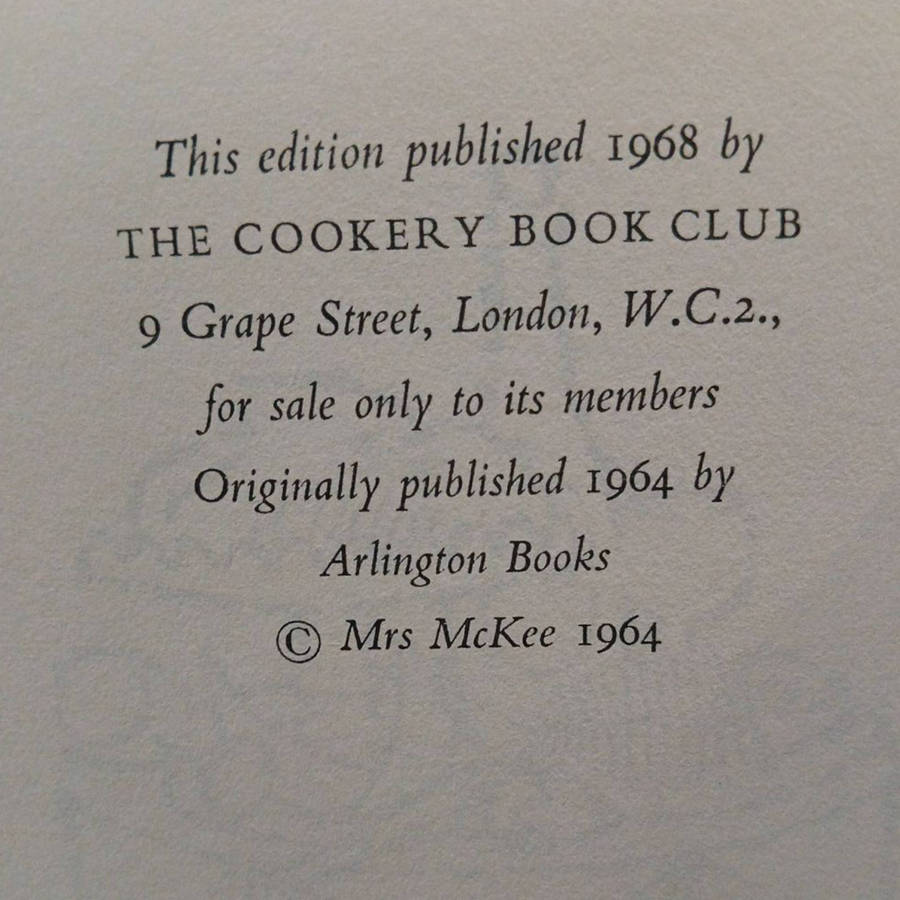 This edition published 1968 by
THE COOKERY BOOK CLUB
9 Grape Street, London, W.C.2.,
for sale only to its members
Originally published 1964 by
Arlington Books
© Mrs McKee 1964